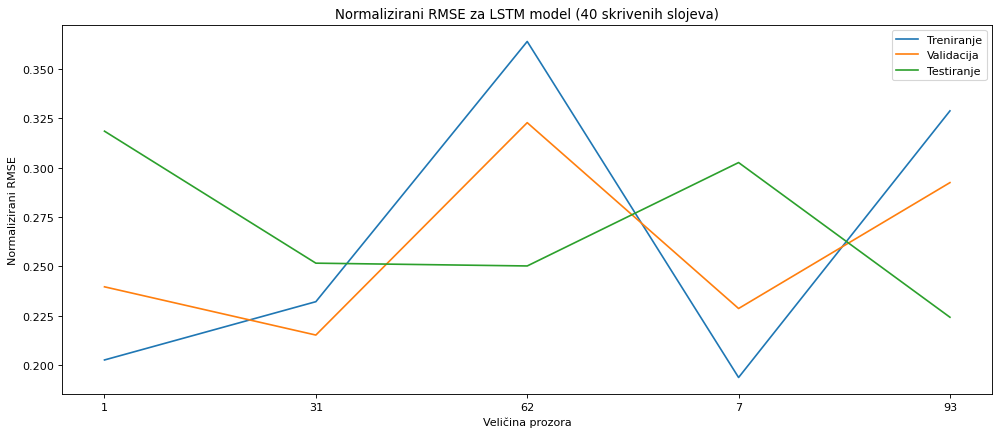 Normalizirani RMSE za LSTM model (40 skrivenih slojeva)
Treniranje
Validacija
Testiranje
Normalizirani RMSE
0.350
0.325
0.300
0.275
0.250
0.225
0.200
1 31 62 7 93
Veličina prozora